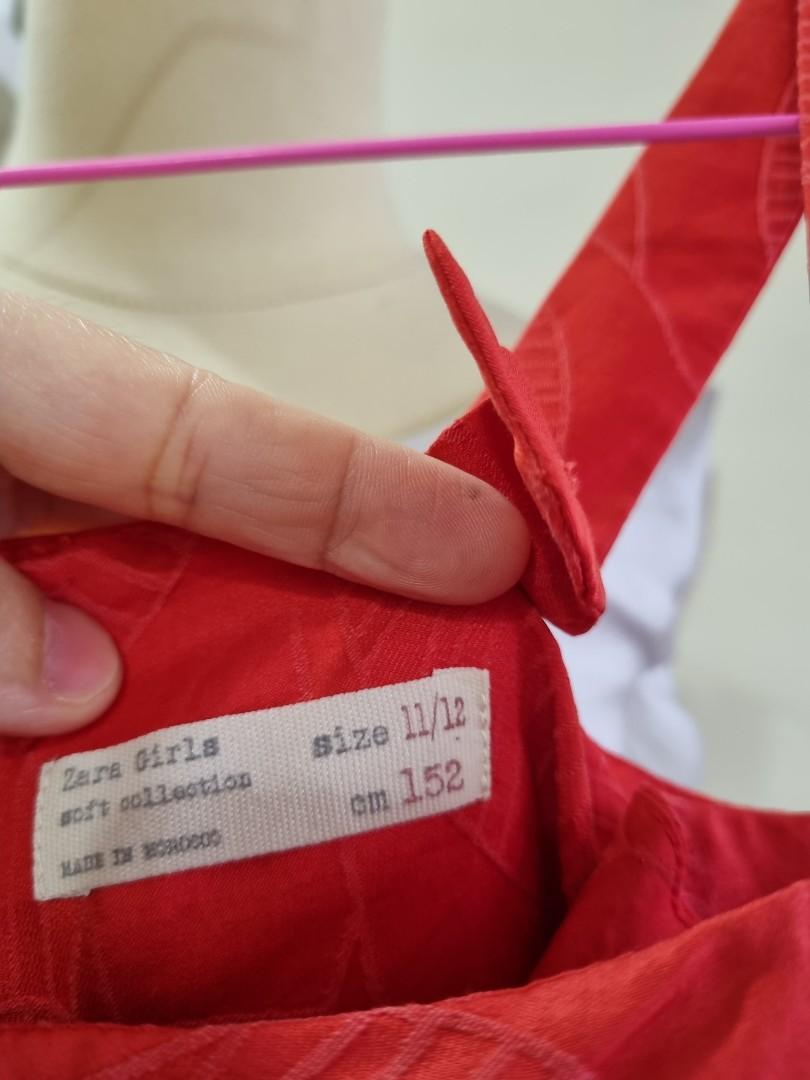 Zara Girls
soft collection
MADE IN MOROCCO
size 11/12
cm 152